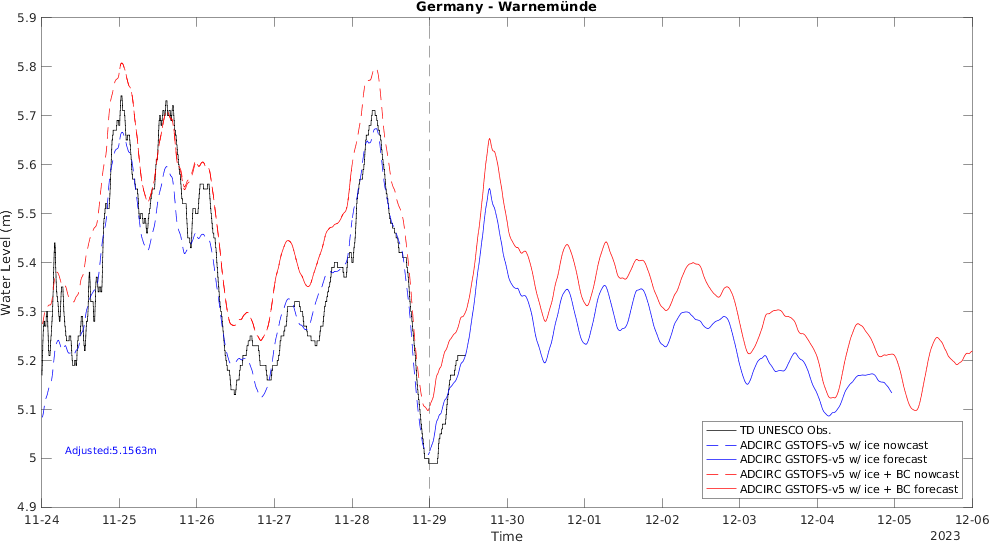 Germany - Warnemünde
Water Level (m)
5.9
5.8
5.7
5.6
5.5
5.4
5.3
5.2
5.1
5
4.9
Adjusted:5.1563m
TD UNESCO Obs.
ADCIRC GSTOFS-v5 w/ ice nowcast
ADCIRC GSTOFS-v5 w/ ice forecast
ADCIRC GSTOFS-v5 w/ ice + BC nowcast
ADCIRC GSTOFS-v5 w/ ice + BC forecast
11-24 11-25 11-26 11-27 11-28 11-29 11-30 12-01 12-02 12-03 12-04 12-05 12-06
Time
2023